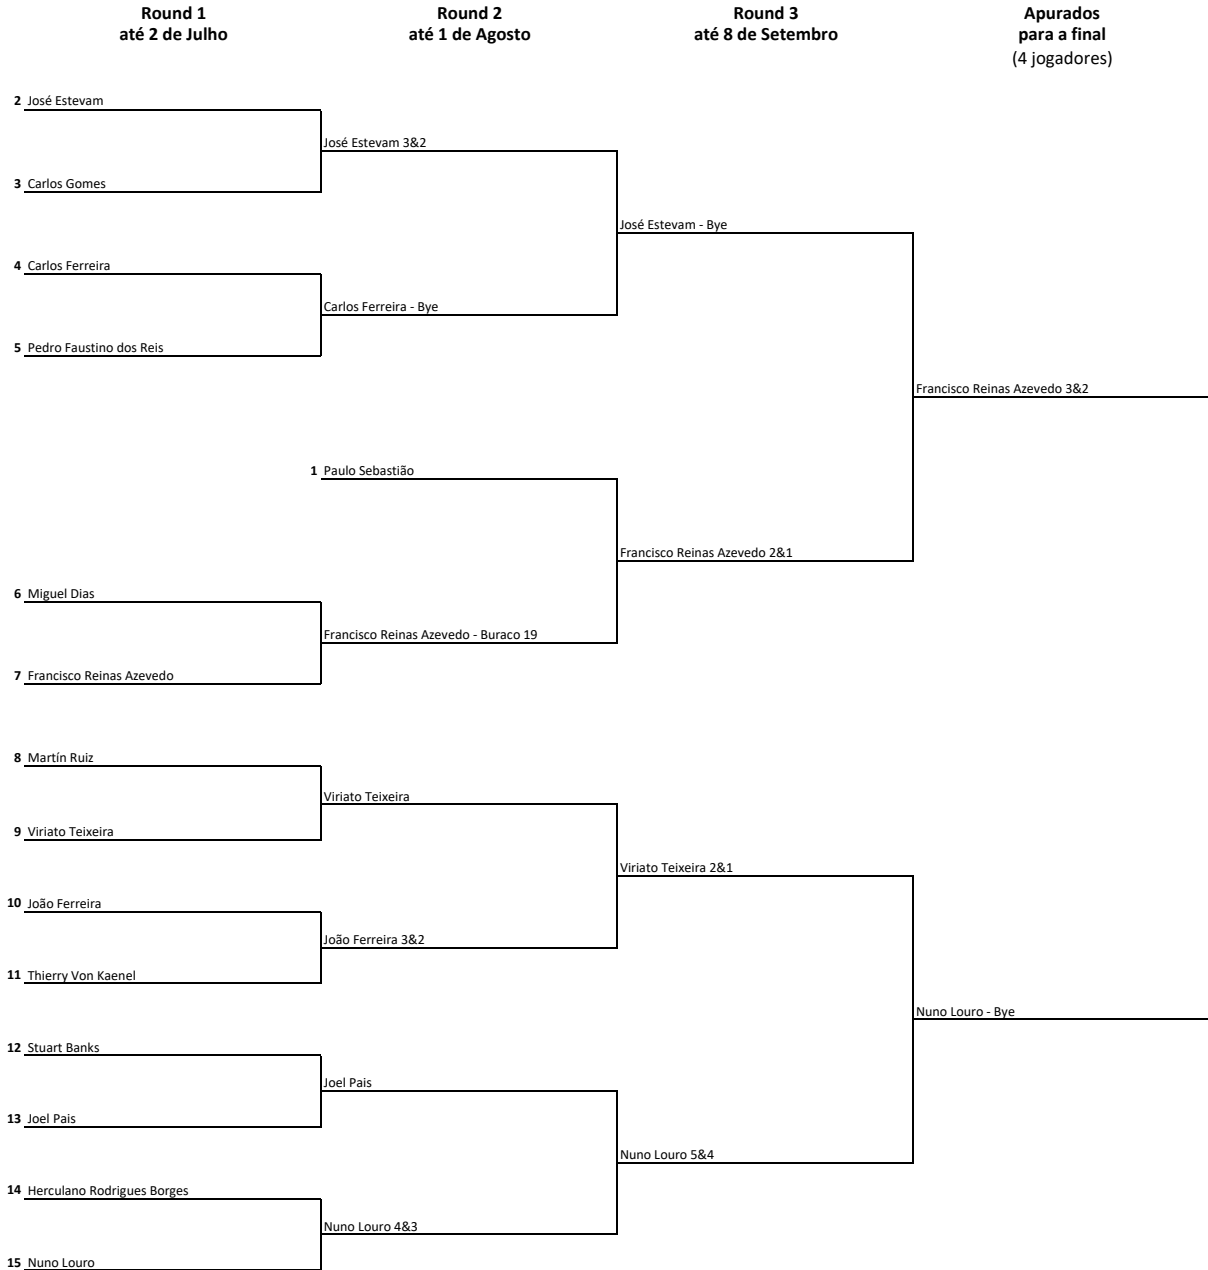 Round 1
até 2 de Julho
Round 2
até 1 de Agosto
Round 3
até 8 de Setembro
Apurados
para a final
(4 jogadores)
2 José Estevam
José Estevam 3&2
3 Carlos Gomes
José Estevam - Bye
4 Carlos Ferreira
Carlos Ferreira - Bye
5 Pedro Faustino dos Reis
Francisco Reinas Azevedo 3&2
1 Paulo Sebastião
Francisco Reinas Azevedo 2&1
6 Miguel Dias
Francisco Reinas Azevedo - Buraco 19
7 Francisco Reinas Azevedo
8 Martín Ruiz
Viriato Teixeira
9 Viriato Teixeira
Viriato Teixeira 2&1
10 João Ferreira
João Ferreira 3&2
11 Thierry Von Kaenel
Nuno Louro - Bye
12 Stuart Banks
Joel Pais
13 Joel Pais
Nuno Louro 5&4
14 Herculano Rodrigues Borges
Nuno Louro 4&3
15 Nuno Louro